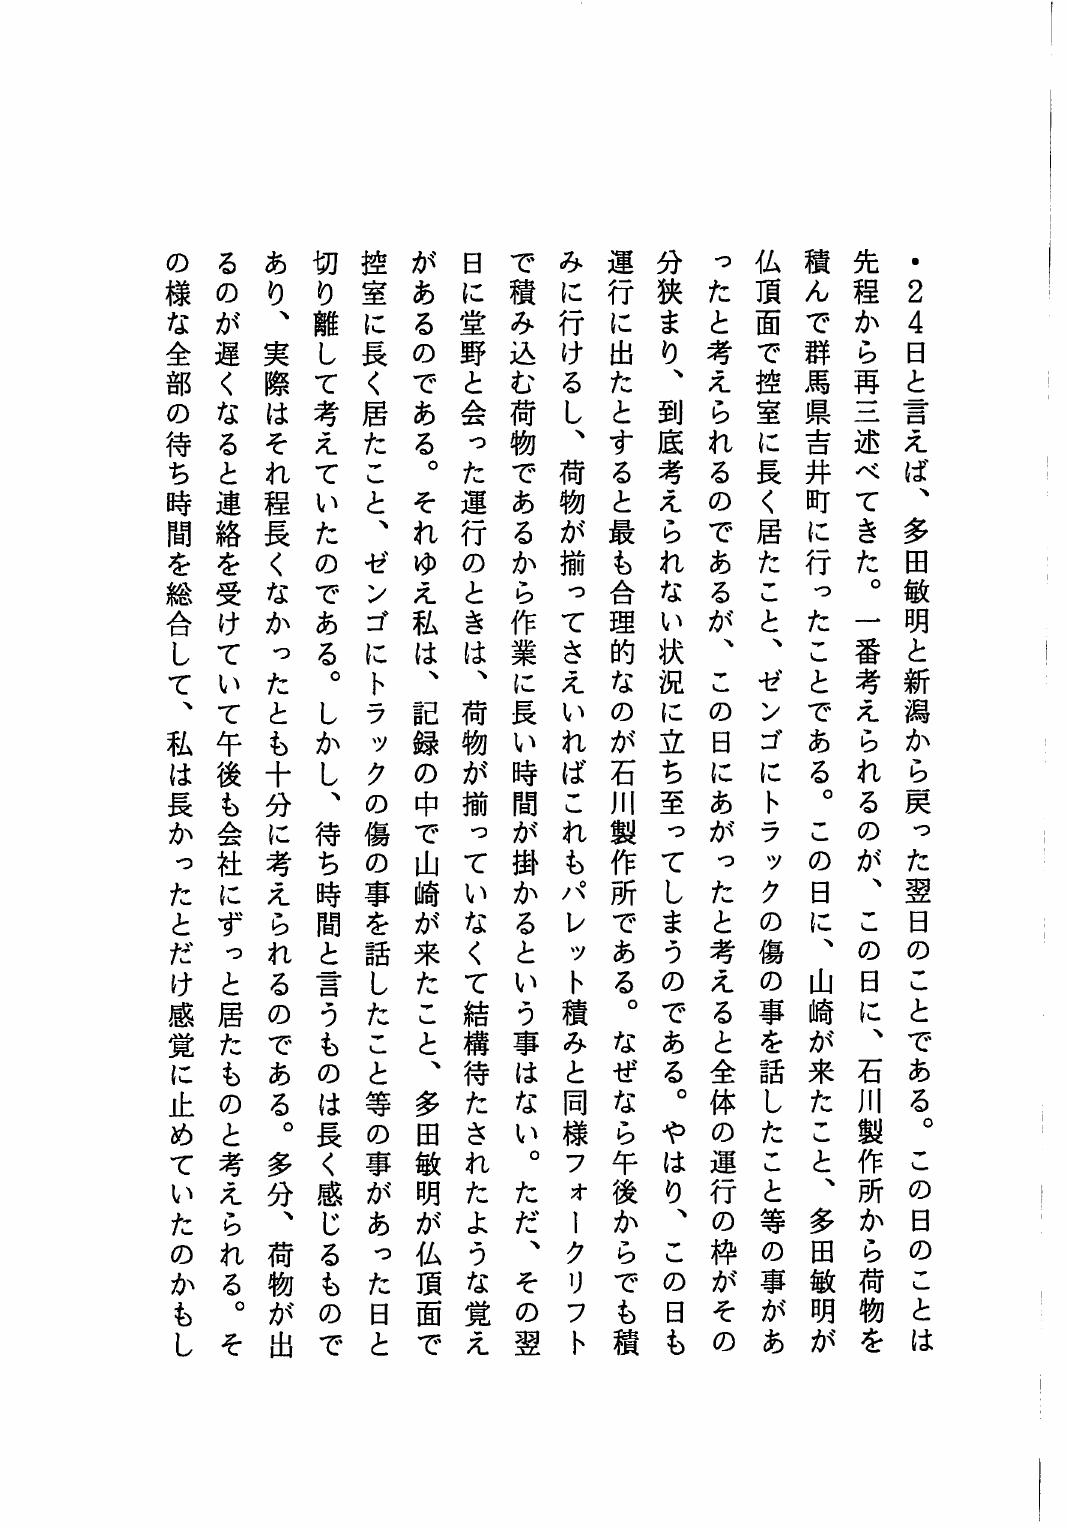 ・２４日と言えば、多田敏明と新潟から戻った翌日のことである。この日のことは
先程から再三述べてきた。一番考えられるのが、この日に、石川製作所から荷物を
積んで群馬県吉井町に行ったことである。この日に、山崎が来たこと、多田敏明が
仏頂面で控室に長く居たこと、ゼンゴにトラックの傷の事を話したこと等の事があ
ったと考えられるのであるが、この日にあがったと考えると全体の運行の枠がその
分狭まり、到底考えられない状況に立ち至ってしまうのである。やはり、この日も
運行に出たとすると最も合理的なのが石川製作所である。なぜなら午後からでも積
みに行けるし、荷物が揃ってさえいればこれもパレット積みと同様フォークリフト
で積み込む荷物であるから作業に長い時間が掛かるという事はない。ただ、その翌
日に堂野と会った運行のときは、荷物が揃っていなくて結構待たされたような覚え
があるのである。それゆえ私は、記録の中で山崎が来たこと、多田敏明が仏頂面で
控室に長く居たこと、ゼンゴにトラックの傷の事を話したこと等の事があった日と
切り離して考えていたのである。しかし、待ち時間と言うものは長く感じるもので
あり、実際はそれ程長くなかったとも十分に考えられるのである。多分、荷物が出
るのが遅くなると連絡を受けていて午後も会社にずっと居たものと考えられる。そ
の様な全部の待ち時間を総合して、私は長かったとだけ感覚に止めていたのかもし